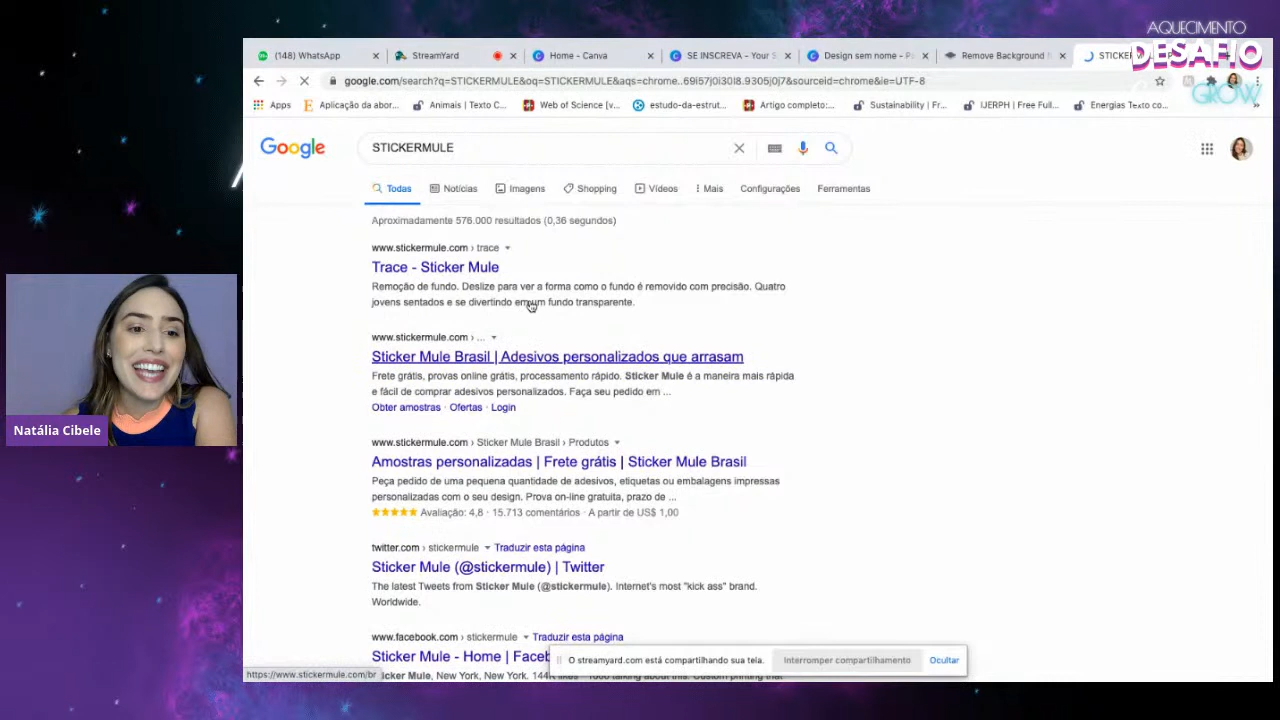 AQUECIMENTO
DESAFIO
GROW
(148) WhatsApp
StreamYard
Home - Canva
SE INSCREVA - Your S
Design sem nome - P
Remove Background
google.com/search?q=STICKERMULE&oq=STICKERMULE&aqs=chrome..69i57j0i30l8.9305j0j7&sourceid=chrome&ie=UTF-8
Apps
Aplicação da abor...
Animais | Texto C...
Web of Science [v...
estudo-da-estrut...
Artigo completo:...
Sustainability | Fr...
IJERPH | Free Full...
Energias Texto co...
Google
STICKERMULE
Todas
Notícias
Imagens
Shopping
Vídeos
Mais
Configurações
Ferramentas
Aproximadamente 576.000 resultados (0,36 segundos)
www.stickermule.com › trace
Trace - Sticker Mule
Remoção de fundo. Deslize para ver a forma como o fundo é removido com precisão. Quatro
jovens sentados e se divertindo em um fundo transparente.
www.stickermule.com › ...
Sticker Mule Brasil | Adesivos personalizados que arrasam
Frete grátis, provas online grátis, processamento rápido. Sticker Mule é a maneira mais rápida
e fácil de comprar adesivos personalizados. Faça seu pedido em ...
Obter amostras · Ofertas · Login
www.stickermule.com › Sticker Mule Brasil › Produtos
Amostras personalizadas | Frete grátis | Sticker Mule Brasil
Peça pedido de uma pequena quantidade de adesivos, etiquetas ou embalagens impressas
personalizadas com o seu design. Prova on-line gratuita, prazo de ...
Avaliação: 4,8 · 15.713 comentários · A partir de US$ 1,00
twitter.com › stickermule
Traduzir esta página
Sticker Mule (@stickermule) | Twitter
The latest Tweets from Sticker Mule (@stickermule). Internet's most "kick ass" brand.
Worldwide.
www.facebook.com › stickermule
Traduzir esta página
Sticker Mule - Home | Faceb
Mule, New York, New York. 144K likes
O streamyard.com está compartilhando sua tela.
Interromper compartilhamento
Ocultar
https://www.stickermule.com/br
Natália Cibele